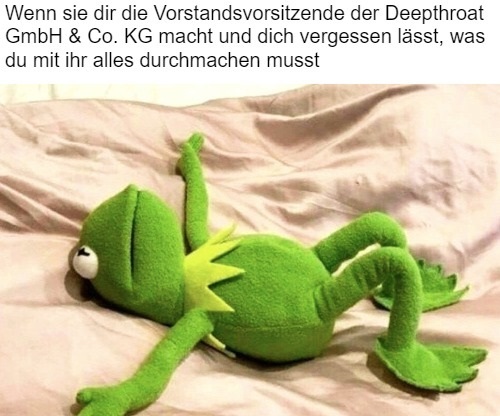 Wenn sie dir die Vorstandsvorsitzende der Deepthroat
GmbH & Co. KG macht und dich vergessen lässt, was
du mit ihr alles durchmachen musst